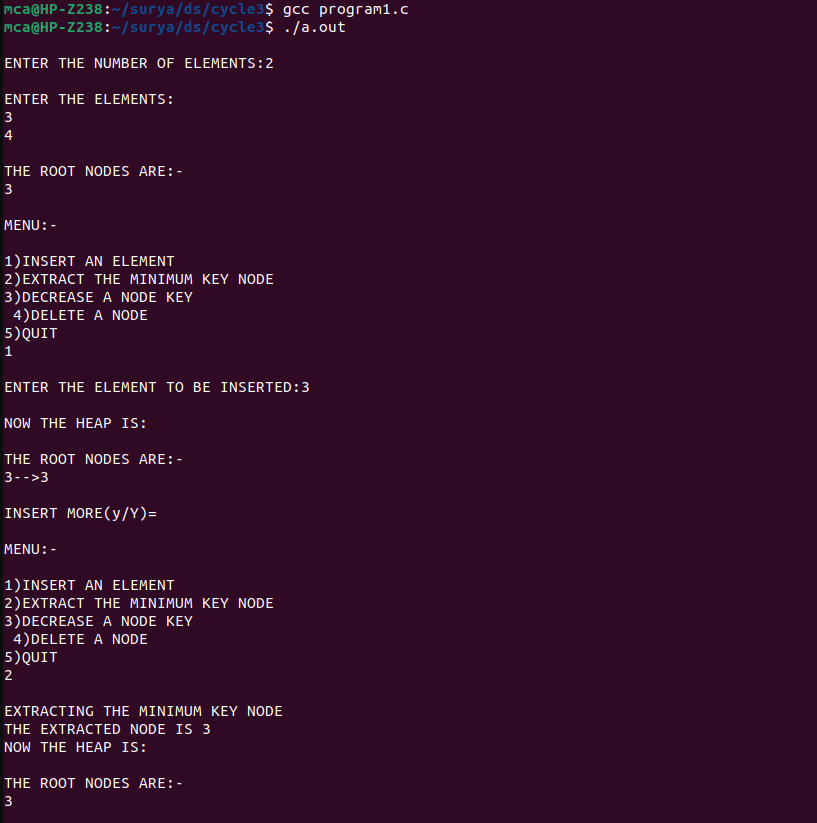 mca@HP-Z238:~/surya/ds/cycle3$ gcc program1.c
mca@HP-Z238:~/surya/ds/cycle3$ ./a.out
ENTER THE NUMBER OF ELEMENTS:2
ENTER THE ELEMENTS:
3
4
THE ROOT NODES ARE:-
3
MENU:-
1)INSERT AN ELEMENT
2)EXTRACT THE MINIMUM KEY NODE
3)DECREASE A NODE KEY
 4)DELETE A NODE
5)QUIT
1
ENTER THE ELEMENT TO BE INSERTED:3
NOW THE HEAP IS:
THE ROOT NODES ARE:-
3-->3
INSERT MORE(y/Y)=
MENU:-
1)INSERT AN ELEMENT
2)EXTRACT THE MINIMUM KEY NODE
3)DECREASE A NODE KEY
 4)DELETE A NODE
5)QUIT
2
EXTRACTING THE MINIMUM KEY NODE
THE EXTRACTED NODE IS 3
NOW THE HEAP IS:
THE ROOT NODES ARE:-
3